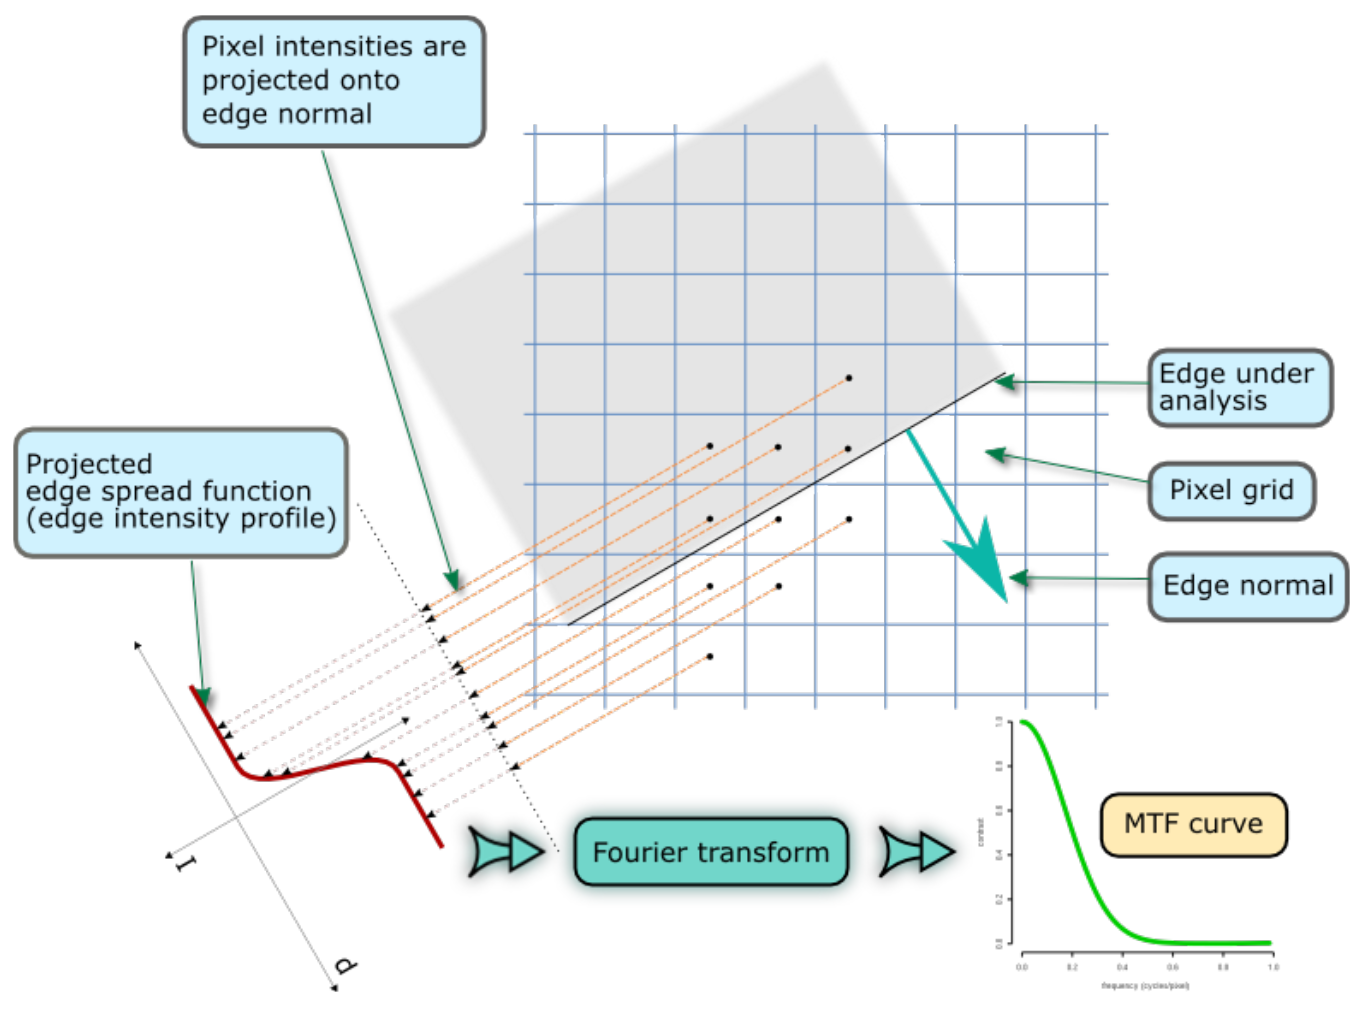 Pixel intensities are
projected onto
edge normal
Edge under
analysis
Projected
edge spread function
(edge intensity profile)
Pixel grid
Edge normal
I
d
Fourier transform
MTF curve
contrast
1.0
0.8
0.6
0.4
0.2
0.0
0.0 0.2 0.4 0.6 0.8 1.0
frequency (cycles/pixel)